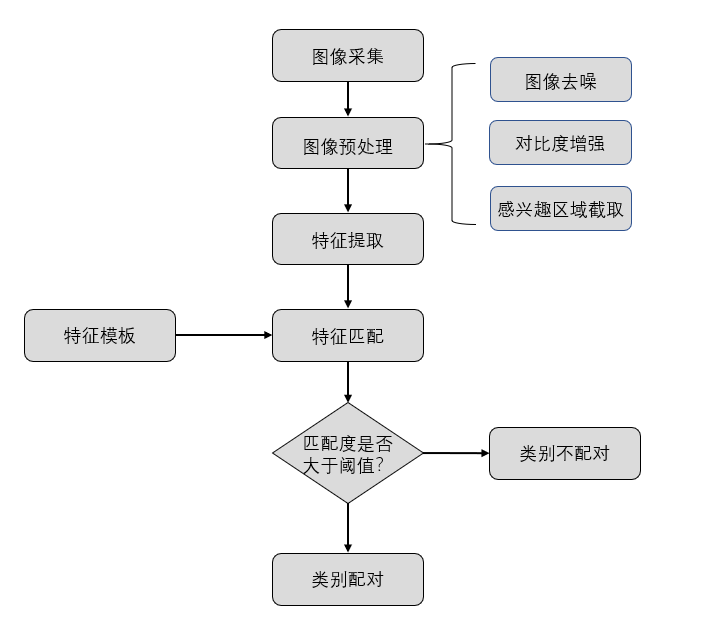 图像采集
图像预处理
图像去噪
对比度增强
感兴趣区域截取
特征提取
特征模板
特征匹配
匹配度是否
大于阈值?
类别不配对
类别配对